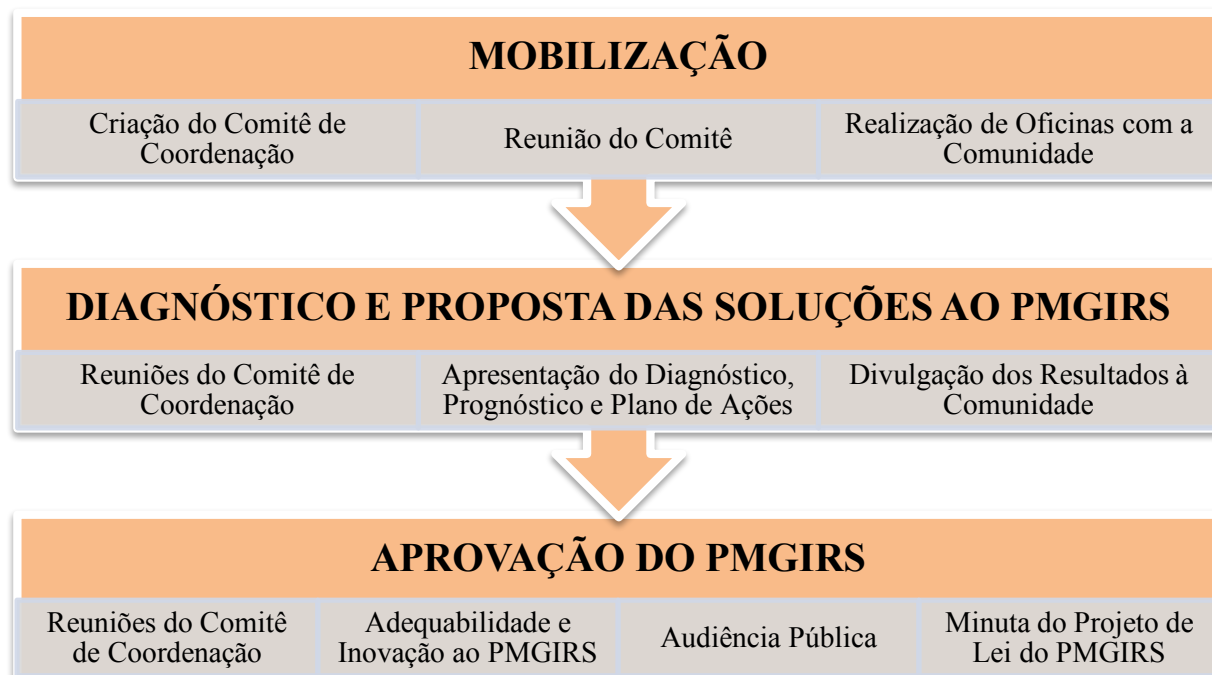 MOBILIZAÇÃO
Criação do Comitê de
Coordenação
Reunião do Comitê
Realização de Oficinas com a
Comunidade
DIAGNÓSTICO E PROPOSTA DAS SOLUÇÕES AO PMGIRS
Reuniões do Comitê de
Coordenação
Apresentação do Diagnóstico,
Prognóstico e Plano de Ações
Divulgação dos Resultados à
Comunidade
APROVAÇÃO DO PMGIRS
Reuniões do Comitê
de Coordenação
Adequabilidade e
Inovação ao PMGIRS
Audiência Pública
Minuta do Projeto de
Lei do PMGIRS